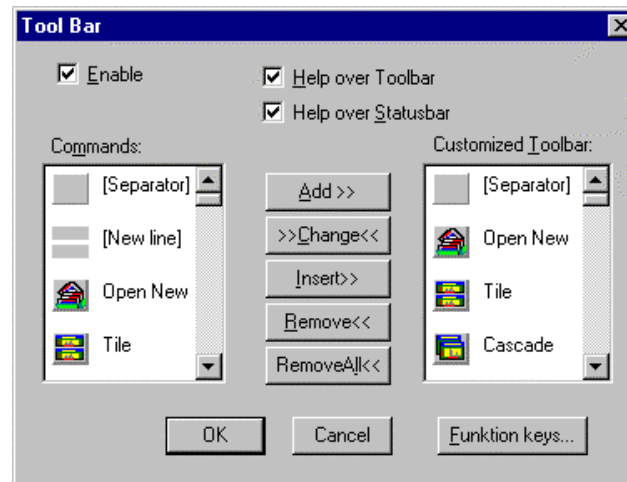 Tool Bar
Enable
Help over Toolbar
Help over Statusbar
Commands:
Customized Toolbar:
[Separator]
[New line]
Open New
Tile
Add >>
>>Change<<
Insert>>
Remove<<
RemoveAll<<
[Separator]
Open New
Tile
Cascade
OK
Cancel
Funktion keys...